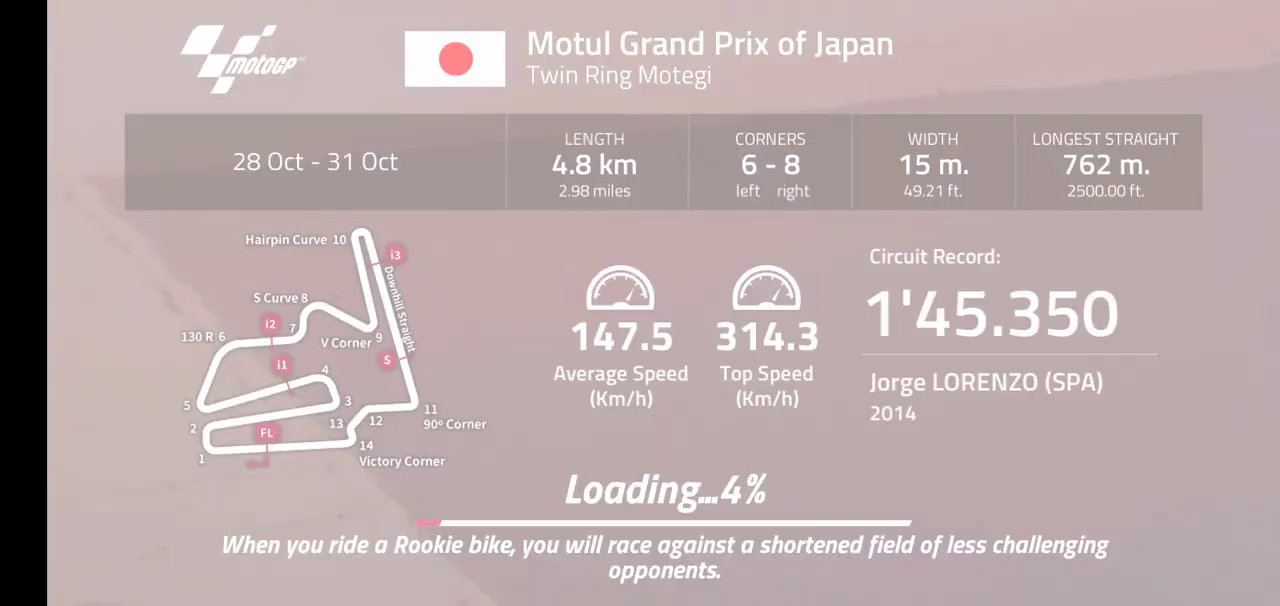 motoGP™
Motul Grand Prix of Japan
Twin Ring Motegi
28 Oct - 31 Oct
LENGTH
4.8 km
2.98 miles
CORNERS
6 - 8
left right
WIDTH
15 m.
49.21 ft.
LONGEST STRAIGHT
762 m.
2500.00 ft.
Hairpin Curve 10
i3
Downhill Straight
S Curve 8
i2
7
130 R 6
V Corner 9
S
i1
4
5
3
11
90º Corner
2
FL
13
12
14
1
Victory Corner
147.5
Average Speed
(Km/h)
314.3
Top Speed
(Km/h)
Circuit Record:
1'45.350
Jorge LORENZO (SPA)
2014
Loading...4%
When you ride a Rookie bike, you will race against a shortened field of less challenging
opponents.